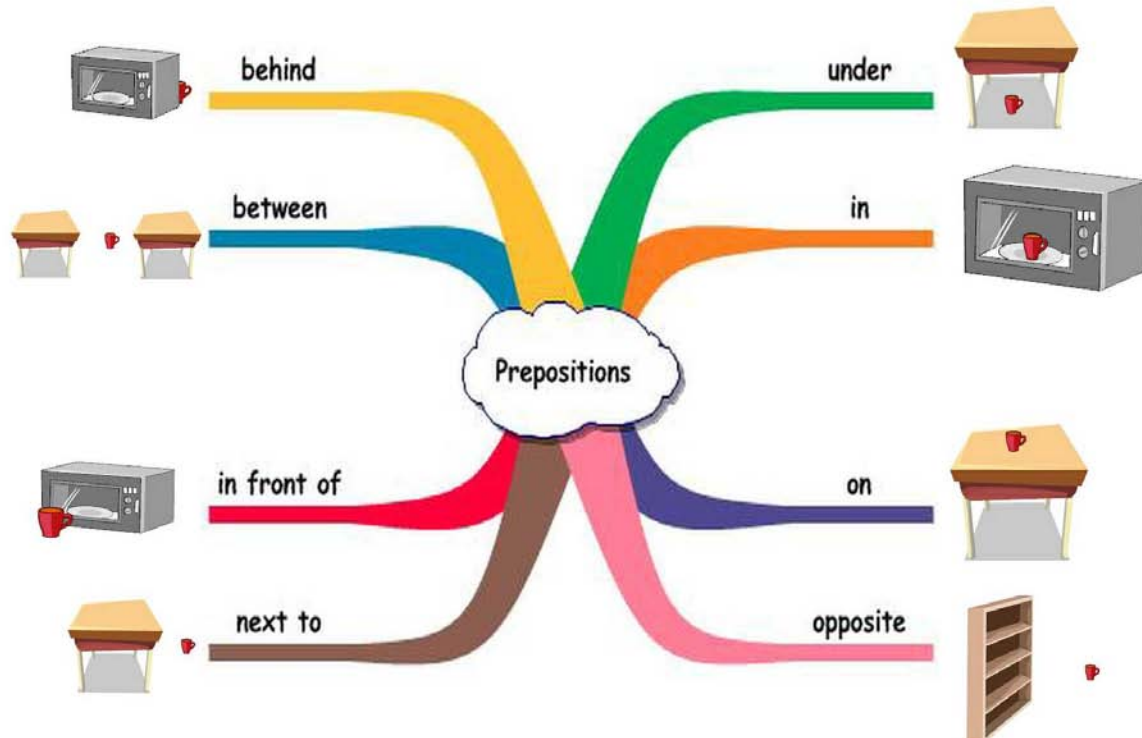 behind
under
between
in
Prepositions
in front of
on
next to
opposite